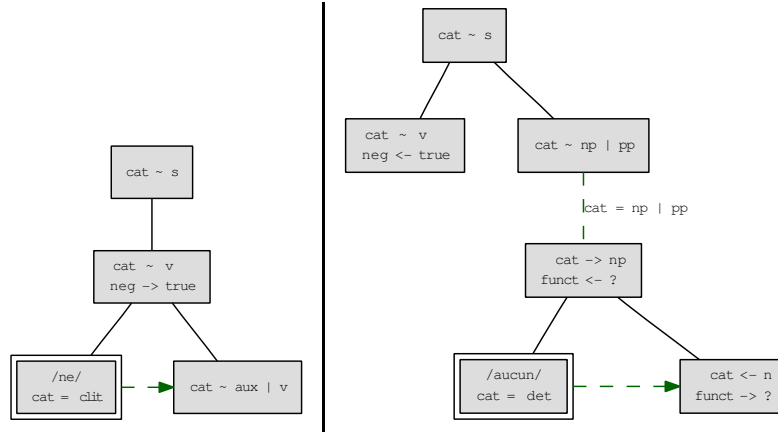 cat ~ s
cat ~ v
neg -> true
/ne/
cat = clit
cat ~ aux | v
cat ~ s
cat ~ v
neg <- true
cat ~ np | pp
cat = np | pp
cat -> np
funct <- ?
/aucun/
cat = det
cat <- n
funct -> ?